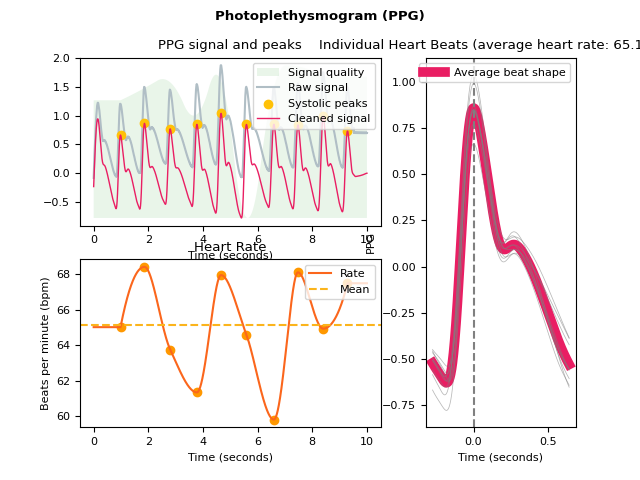 Photoplethysmogram (PPG)
PPG signal and peaks
Individual Heart Beats (average heart rate: 65.1
2.0
1.5
1.0
0.5
0.0
−0.5
Signal quality
Raw signal
Systolic peaks
Cleaned signal
0 2 4 6 8 10
Time (seconds)
Heart Rate
Beats per minute (bpm)
68
66
64
62
60
Rate
Mean
0 2 4 6 8 10
Time (seconds)
PPG
1.00
0.75
0.50
0.25
0.00
−0.25
−0.50
−0.75
Average beat shape
0.0 0.5
Time (seconds)